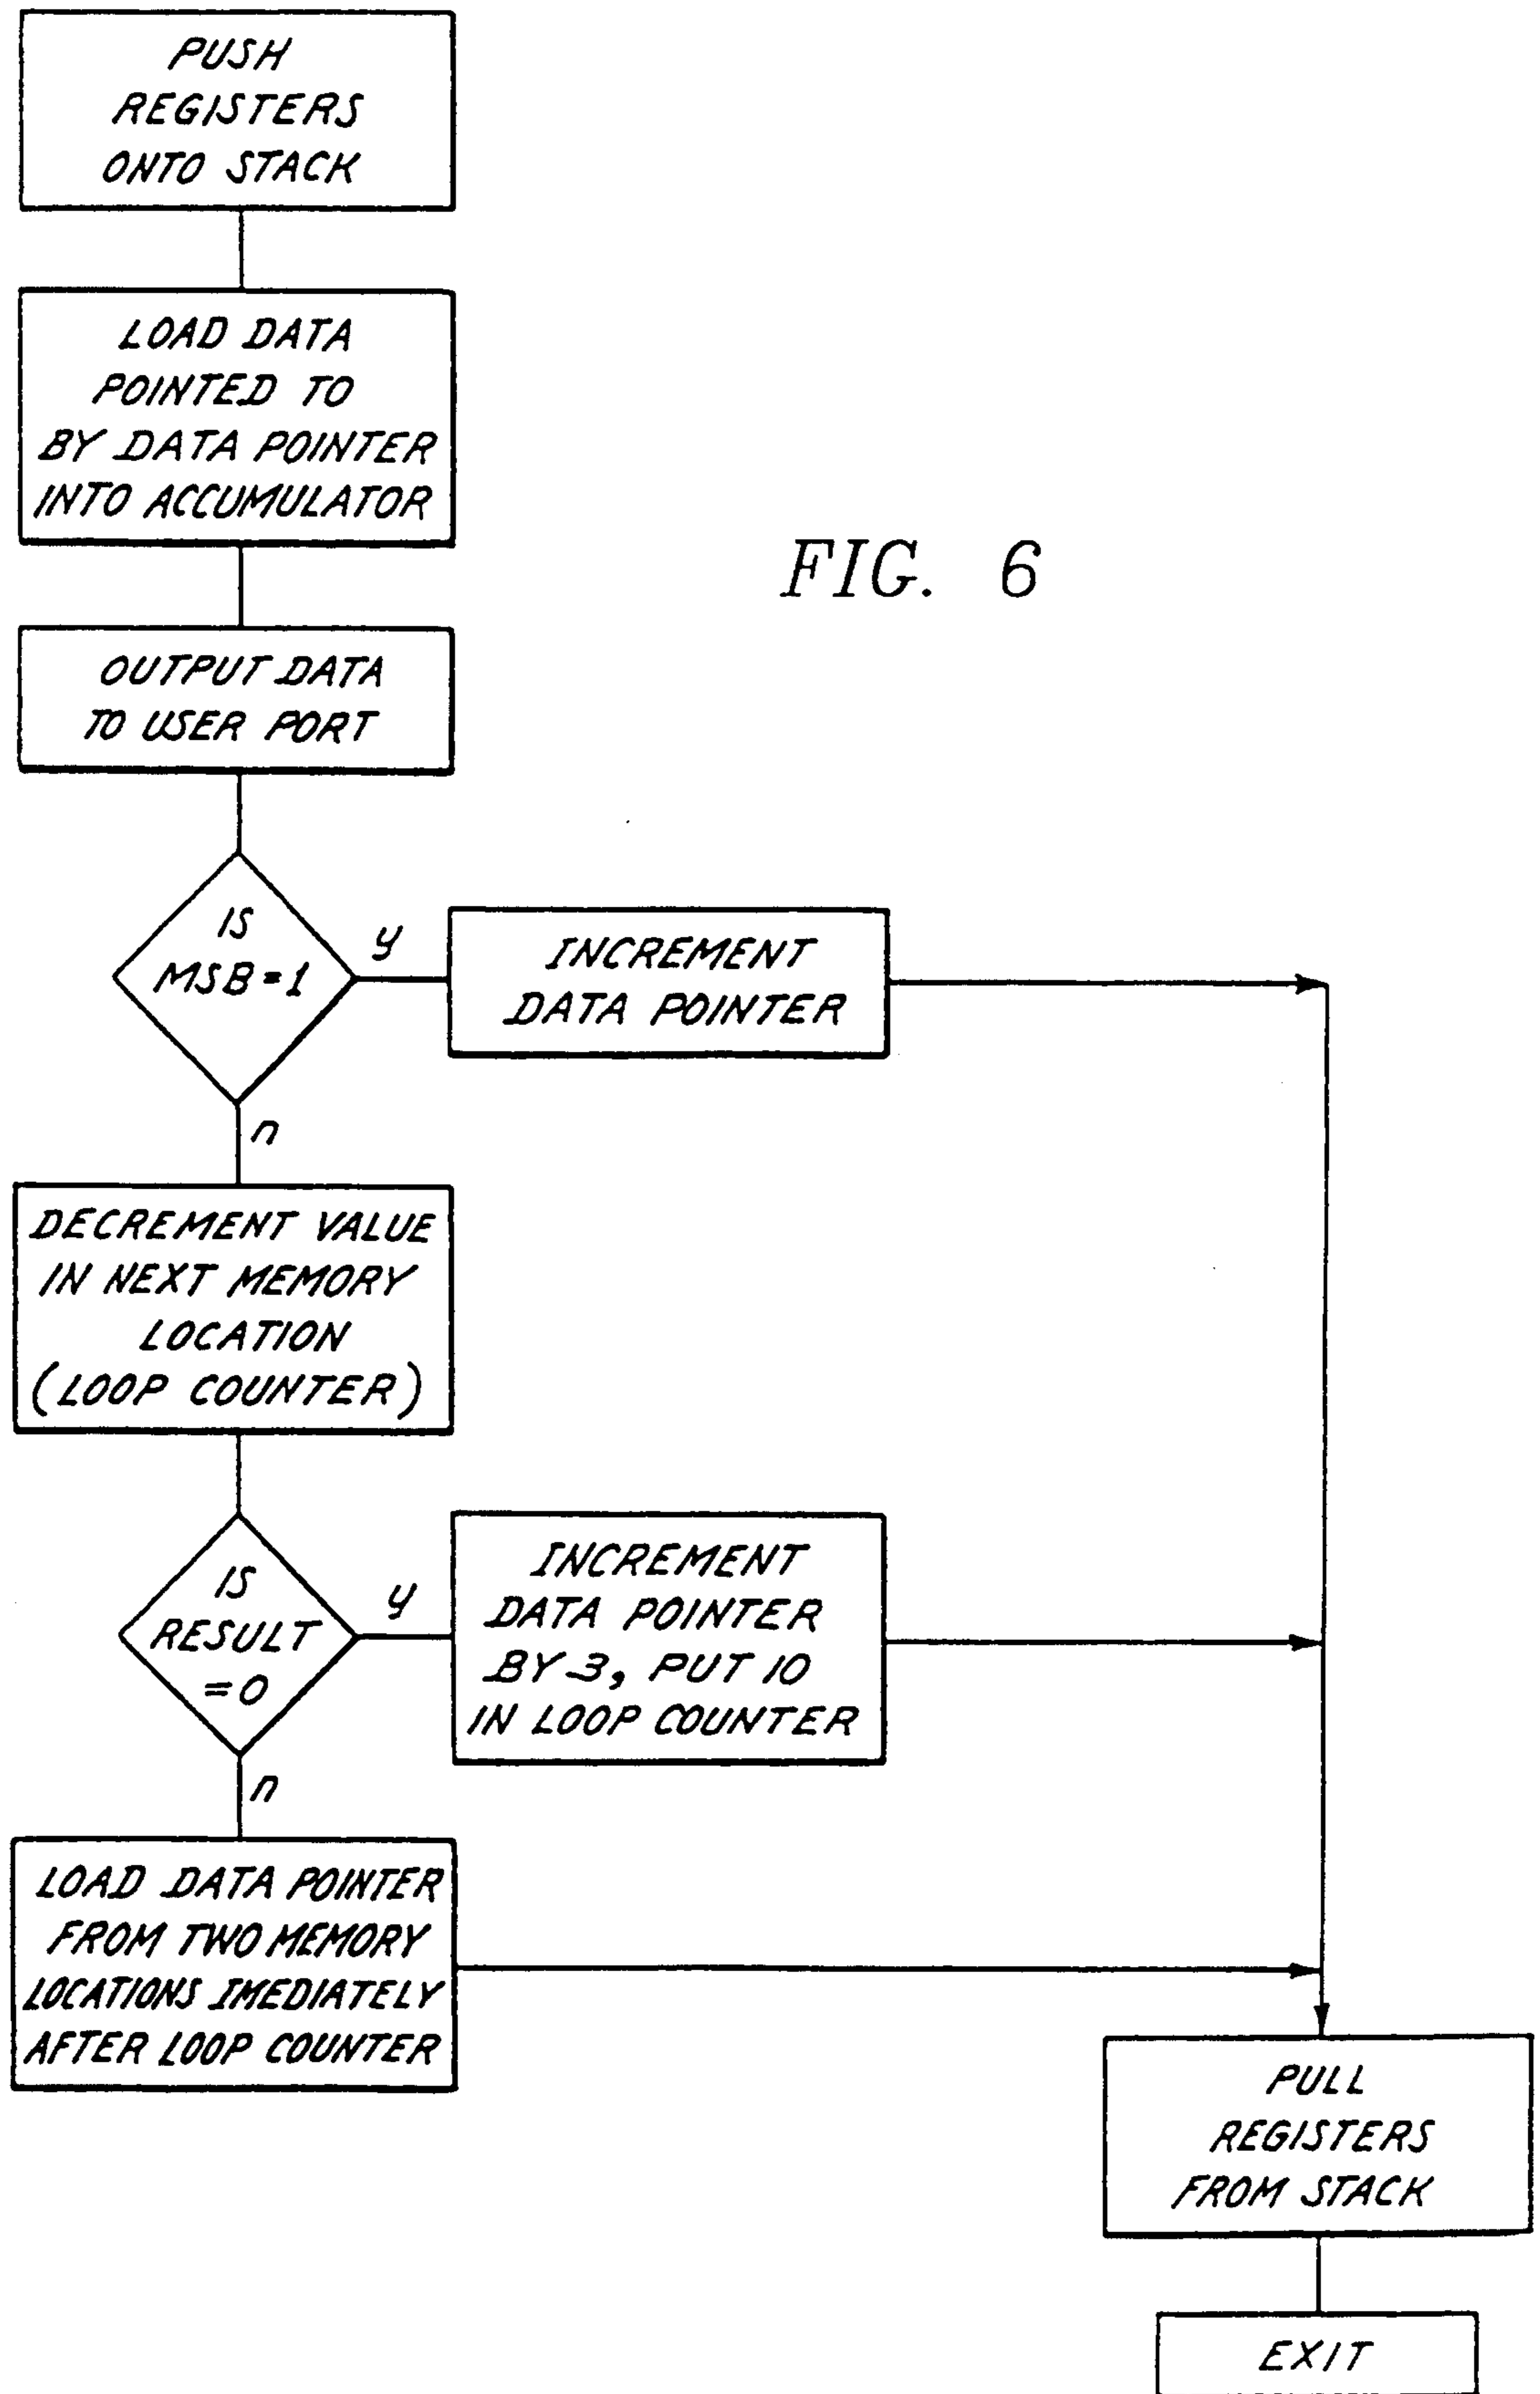 PUSH
REGISTERS
ONTO STACK
LOAD DATA
POINTED TO
BY DATA POINTER
INTO ACCUMULATOR
FIG. 6
OUTPUT DATA
TO USER PORT
IS
MSB=1
y
INCREMENT
DATA POINTER
n
DECREMENT VALUE
IN NEXT MEMORY
LOCATION
(LOOP COUNTER)
IS
RESULT
=0
y
INCREMENT
DATA POINTER
BY 3, PUT 10
IN LOOP COUNTER
n
LOAD DATA POINTER
FROM TWO MEMORY
LOCATIONS IMEDIATELY
AFTER LOOP COUNTER
PULL
REGISTERS
FROM STACK
EXIT